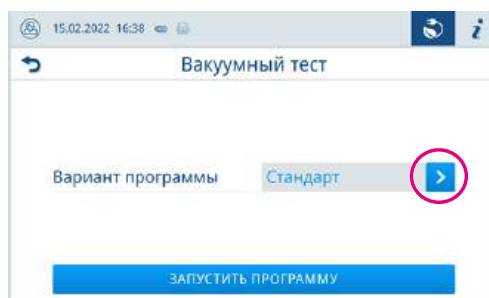 15.02.2022 16:38
i
Вакуумный тест
Вариант программы Стандарт
ЗАПУСТИТЬ ПРОГРАММУ